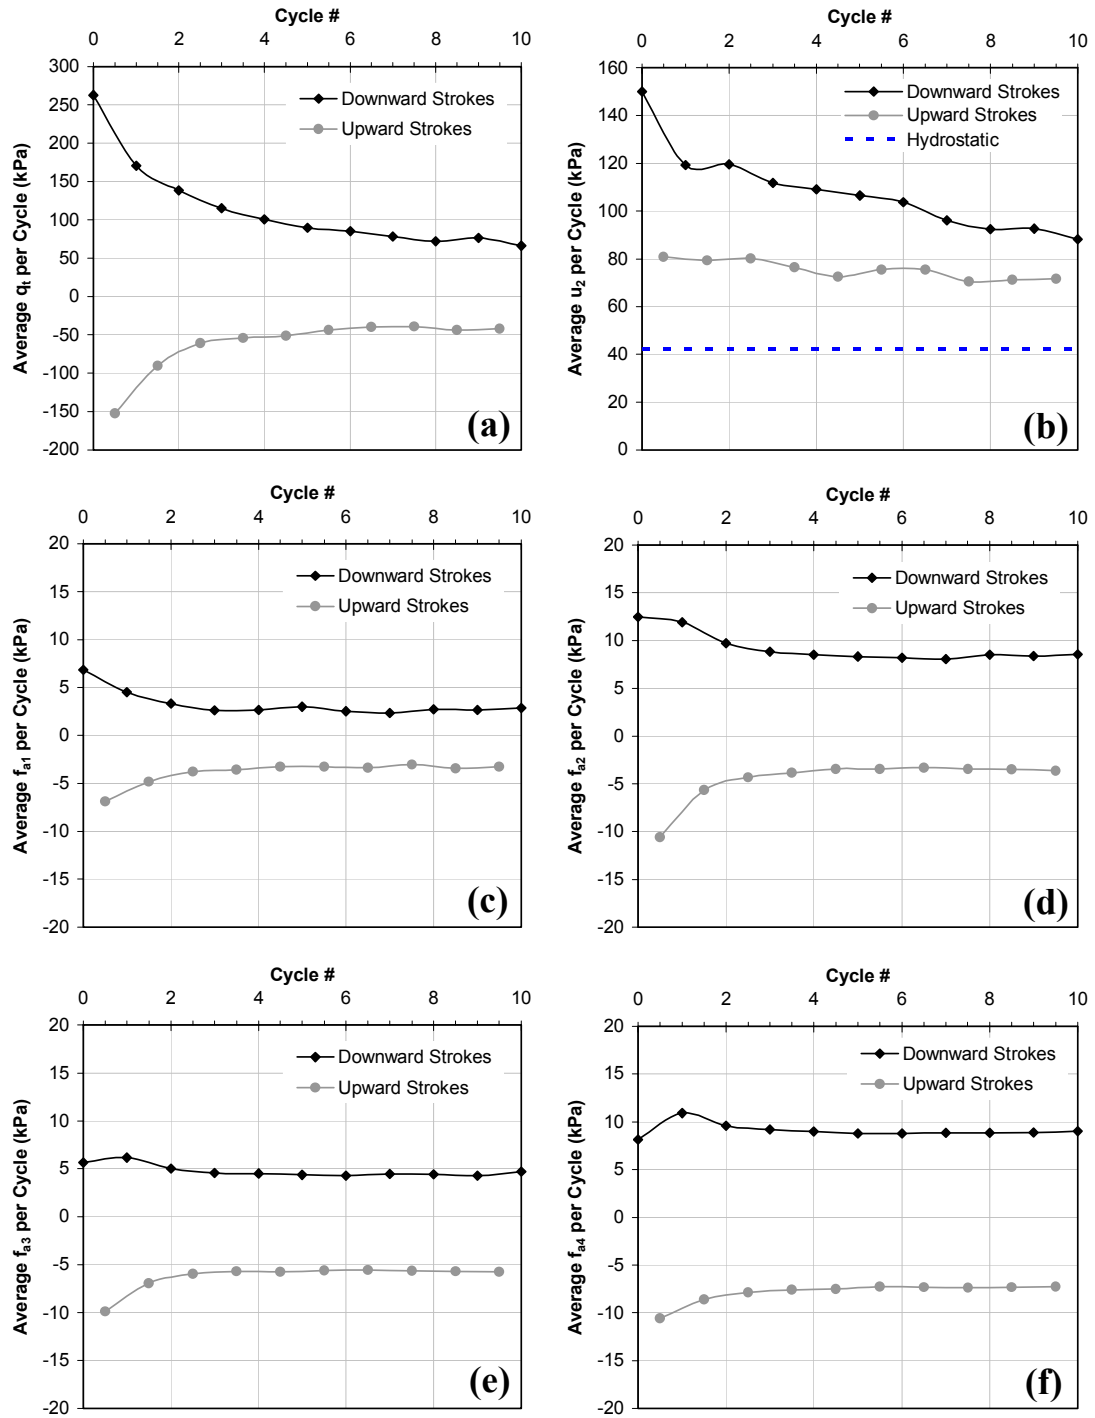 Cycle #
0 2 4 6 8 10
300
250
200
150
100
50
0
-50
-100
-150
-200
Average qt per Cycle (kPa)
Downward Strokes
Upward Strokes
(a)
Cycle #
0 2 4 6 8 10
160
140
120
100
80
60
40
20
0
Average u2 per Cycle (kPa)
Downward Strokes
Upward Strokes
Hydrostatic
(b)
Cycle #
0 2 4 6 8 10
20
15
10
5
0
-5
-10
-15
-20
Average fa1 per Cycle (kPa)
Downward Strokes
Upward Strokes
(c)
Cycle #
0 2 4 6 8 10
20
15
10
5
0
-5
-10
-15
-20
Average fa2 per Cycle (kPa)
Downward Strokes
Upward Strokes
(d)
Cycle #
0 2 4 6 8 10
20
15
10
5
0
-5
-10
-15
-20
Average fa3 per Cycle (kPa)
Downward Strokes
Upward Strokes
(e)
Cycle #
0 2 4 6 8 10
20
15
10
5
0
-5
-10
-15
-20
Average fa4 per Cycle (kPa)
Downward Strokes
Upward Strokes
(f)